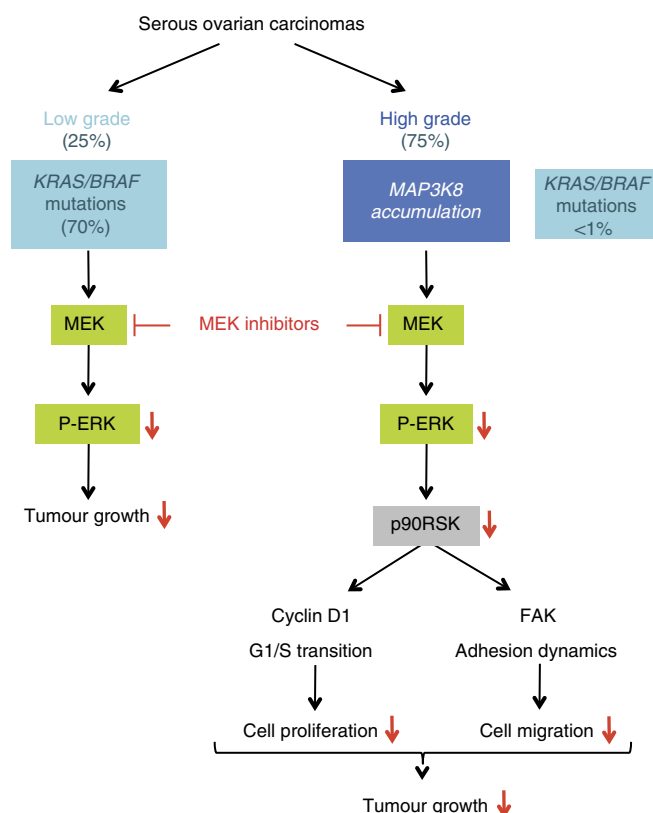 Serous ovarian carcinomas
Low grade
(25%)
KRAS/BRAF
mutations
(70%)
MEK
P-ERK
Tumour growth
MEK inhibitors
High grade
(75%)
MAP3K8
accumulation
KRAS/BRAF
mutations
<1%
MEK
P-ERK
p90RSK
Cyclin D1
G1/S transition
Cell proliferation
FAK
Adhesion dynamics
Cell migration
Tumour growth